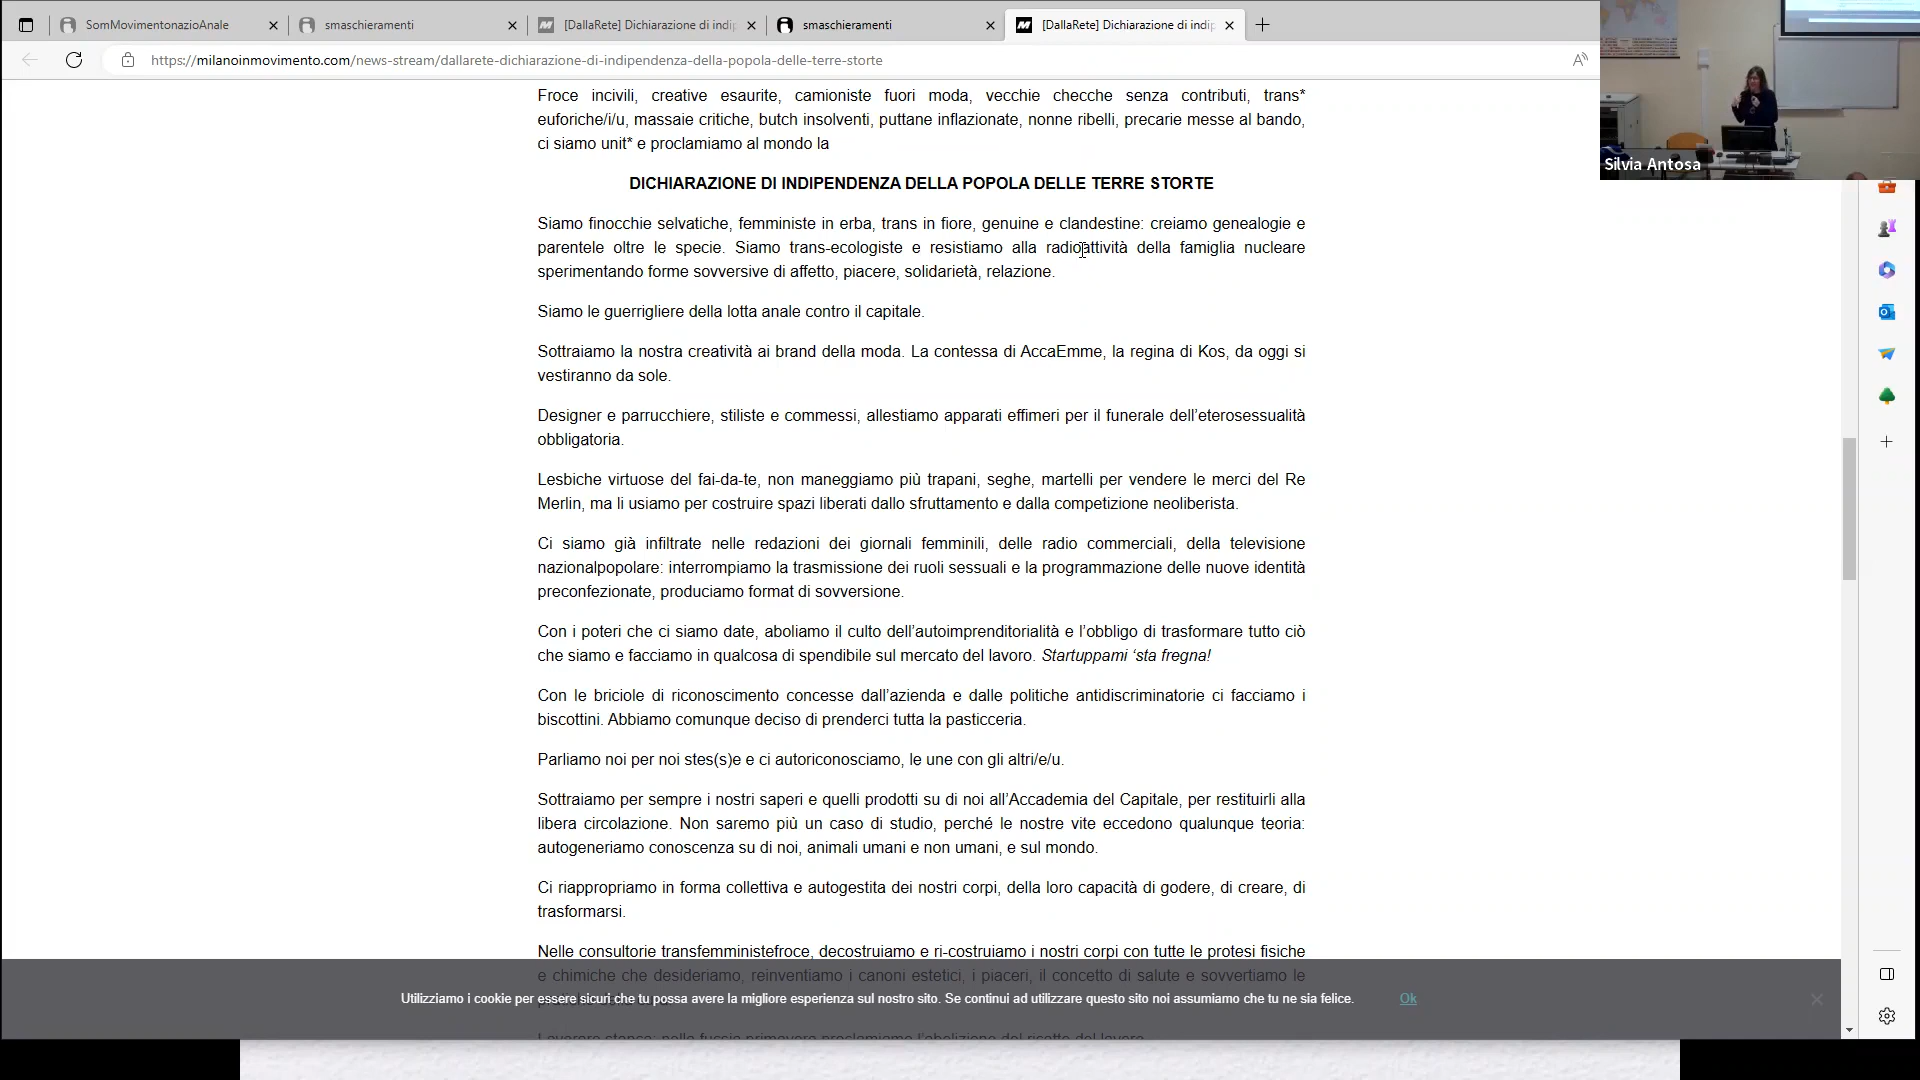 SomMovimentonazioAnale
smaschieramenti
[DallaRete] Dichiarazione di indip
smaschieramenti
[DallaRete] Dichiarazione di indip
https://milanoinmovimento.com/news-stream/dallarete-dichiarazione-di-indipendenza-della-popola-delle-terre-storte
Silvia Antosa
Froce incivili, creative esaurite, camioniste fuori moda, vecchie checche senza contributi, trans*
euforiche/i/u, massaie critiche, butch insolventi, puttane inflazionate, nonne ribelli, precarie messe al bando,
ci siamo unit* e proclamiamo al mondo la
DICHIARAZIONE DI INDIPENDENZA DELLA POPOLA DELLE TERRE STORTE
Siamo finocchie selvatiche, femministe in erba, trans in fiore, genuine e clandestine: creiamo genealogie e
parentele oltre le specie. Siamo trans-ecologiste e resistiamo alla radioattività della famiglia nucleare
sperimentando forme sovversive di affetto, piacere, solidarietà, relazione.
Siamo le guerrigliere della lotta anale contro il capitale.
Sottraiamo la nostra creatività ai brand della moda. La contessa di AccaEmme, la regina di Kos, da oggi si
vestiranno da sole.
Designer e parrucchiere, stiliste e commessi, allestiamo apparati effimeri per il funerale dell’eterosessualità
obbligatoria.
Lesbiche virtuose del fai-da-te, non maneggiamo più trapani, seghe, martelli per vendere le merci del Re
Merlin, ma li usiamo per costruire spazi liberati dallo sfruttamento e dalla competizione neoliberista.
Ci siamo già infiltrate nelle redazioni dei giornali femminili, delle radio commerciali, della televisione
nazionalpopolare: interrompiamo la trasmissione dei ruoli sessuali e la programmazione delle nuove identità
preconfezionate, produciamo format di sovversione.
Con i poteri che ci siamo date, aboliamo il culto dell’autoimprenditorialità e l’obbligo di trasformare tutto ciò
che siamo e facciamo in qualcosa di spendibile sul mercato del lavoro. Startuppami ‘sta fregna!
Con le briciole di riconoscimento concesse dall’azienda e dalle politiche antidiscriminatorie ci facciamo i
biscottini. Abbiamo comunque deciso di prenderci tutta la pasticceria.
Parliamo noi per noi stes(s)e e ci autoriconosciamo, le une con gli altri/e/u.
Sottraiamo per sempre i nostri saperi e quelli prodotti su di noi all’Accademia del Capitale, per restituirli alla
libera circolazione. Non saremo più un caso di studio, perché le nostre vite eccedono qualunque teoria:
autogeneriamo conoscenza su di noi, animali umani e non umani, e sul mondo.
Ci riappropriamo in forma collettiva e autogestita dei nostri corpi, della loro capacità di godere, di creare, di
trasformarsi.
Nelle consultorie transfemministefroce, decostruiamo e ri-costruiamo i nostri corpi con tutte le protesi fisiche
e chimiche che desideriamo, reinventiamo i canoni estetici, i piaceri, il concetto di salute e sovvertiamo le
Utilizziamo i cookie per essere sicuri che tu possa avere la migliore esperienza sul nostro sito. Se continui ad utilizzare questo sito noi assumiamo che tu ne sia felice.
Ok